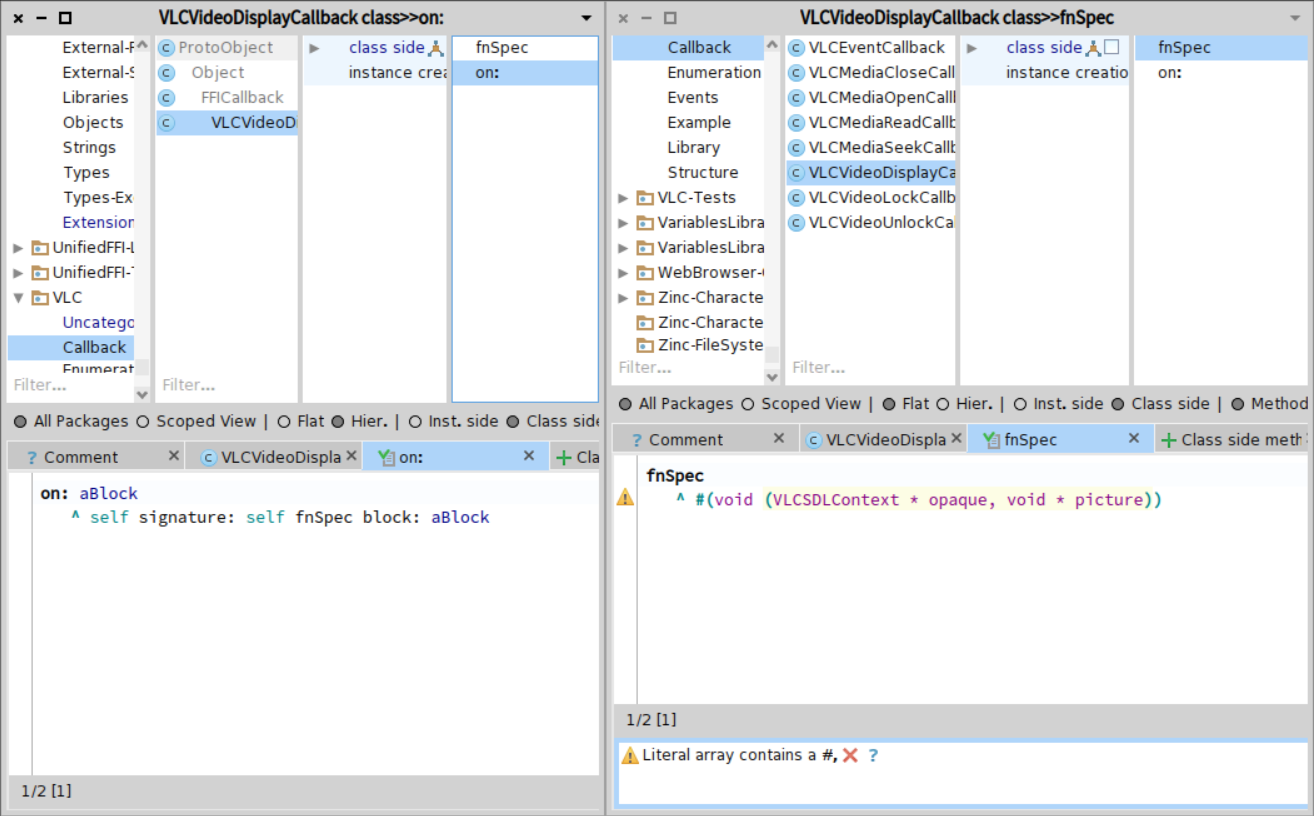 VLCVideoDisplayCallback class>>on:
External-F
External-S
Libraries
Objects
Strings
Types
Types-Ex
Extension
UnifiedFFI-L
UnifiedFFI-T
VLC
Uncatego
Callback
Enumerat
Filter...
ProtoObject
Object
FFICallback
VLCVideoDi
Filter...
class side
instance crea
fnSpec
on:
All Packages Scoped View | Flat Hier. | Inst. side Class side
? Comment
VLCVideoDispla
on:
Cla
on: aBlock
^ self signature: self fnSpec block: aBlock
1/2 [1]
VLCVideoDisplayCallback class>>fnSpec
Callback
Enumeration
Events
Example
Library
Structure
VLC-Tests
VariablesLibra
VariablesLibra
WebBrowser-
Zinc-Characte
Zinc-Characte
Zinc-FileSyste
Filter...
VLCEventCallback
VLCMediaCloseCall
VLCMediaOpenCall
VLCMediaReadCallb
VLCMediaSeekCallb
VLCVideoDisplayCa
VLCVideoLockCallb
VLCVideoUnlockCal
Filter...
class side
instance creatio
fnSpec
on:
All Packages Scoped View | Flat Hier. | Inst. side Class side | Method
? Comment
VLCVideoDispla
fnSpec
Class side meth
fnSpec
^ #(void (VLCSDLContext * opaque, void * picture))
1/2 [1]
Literal array contains a #, ?